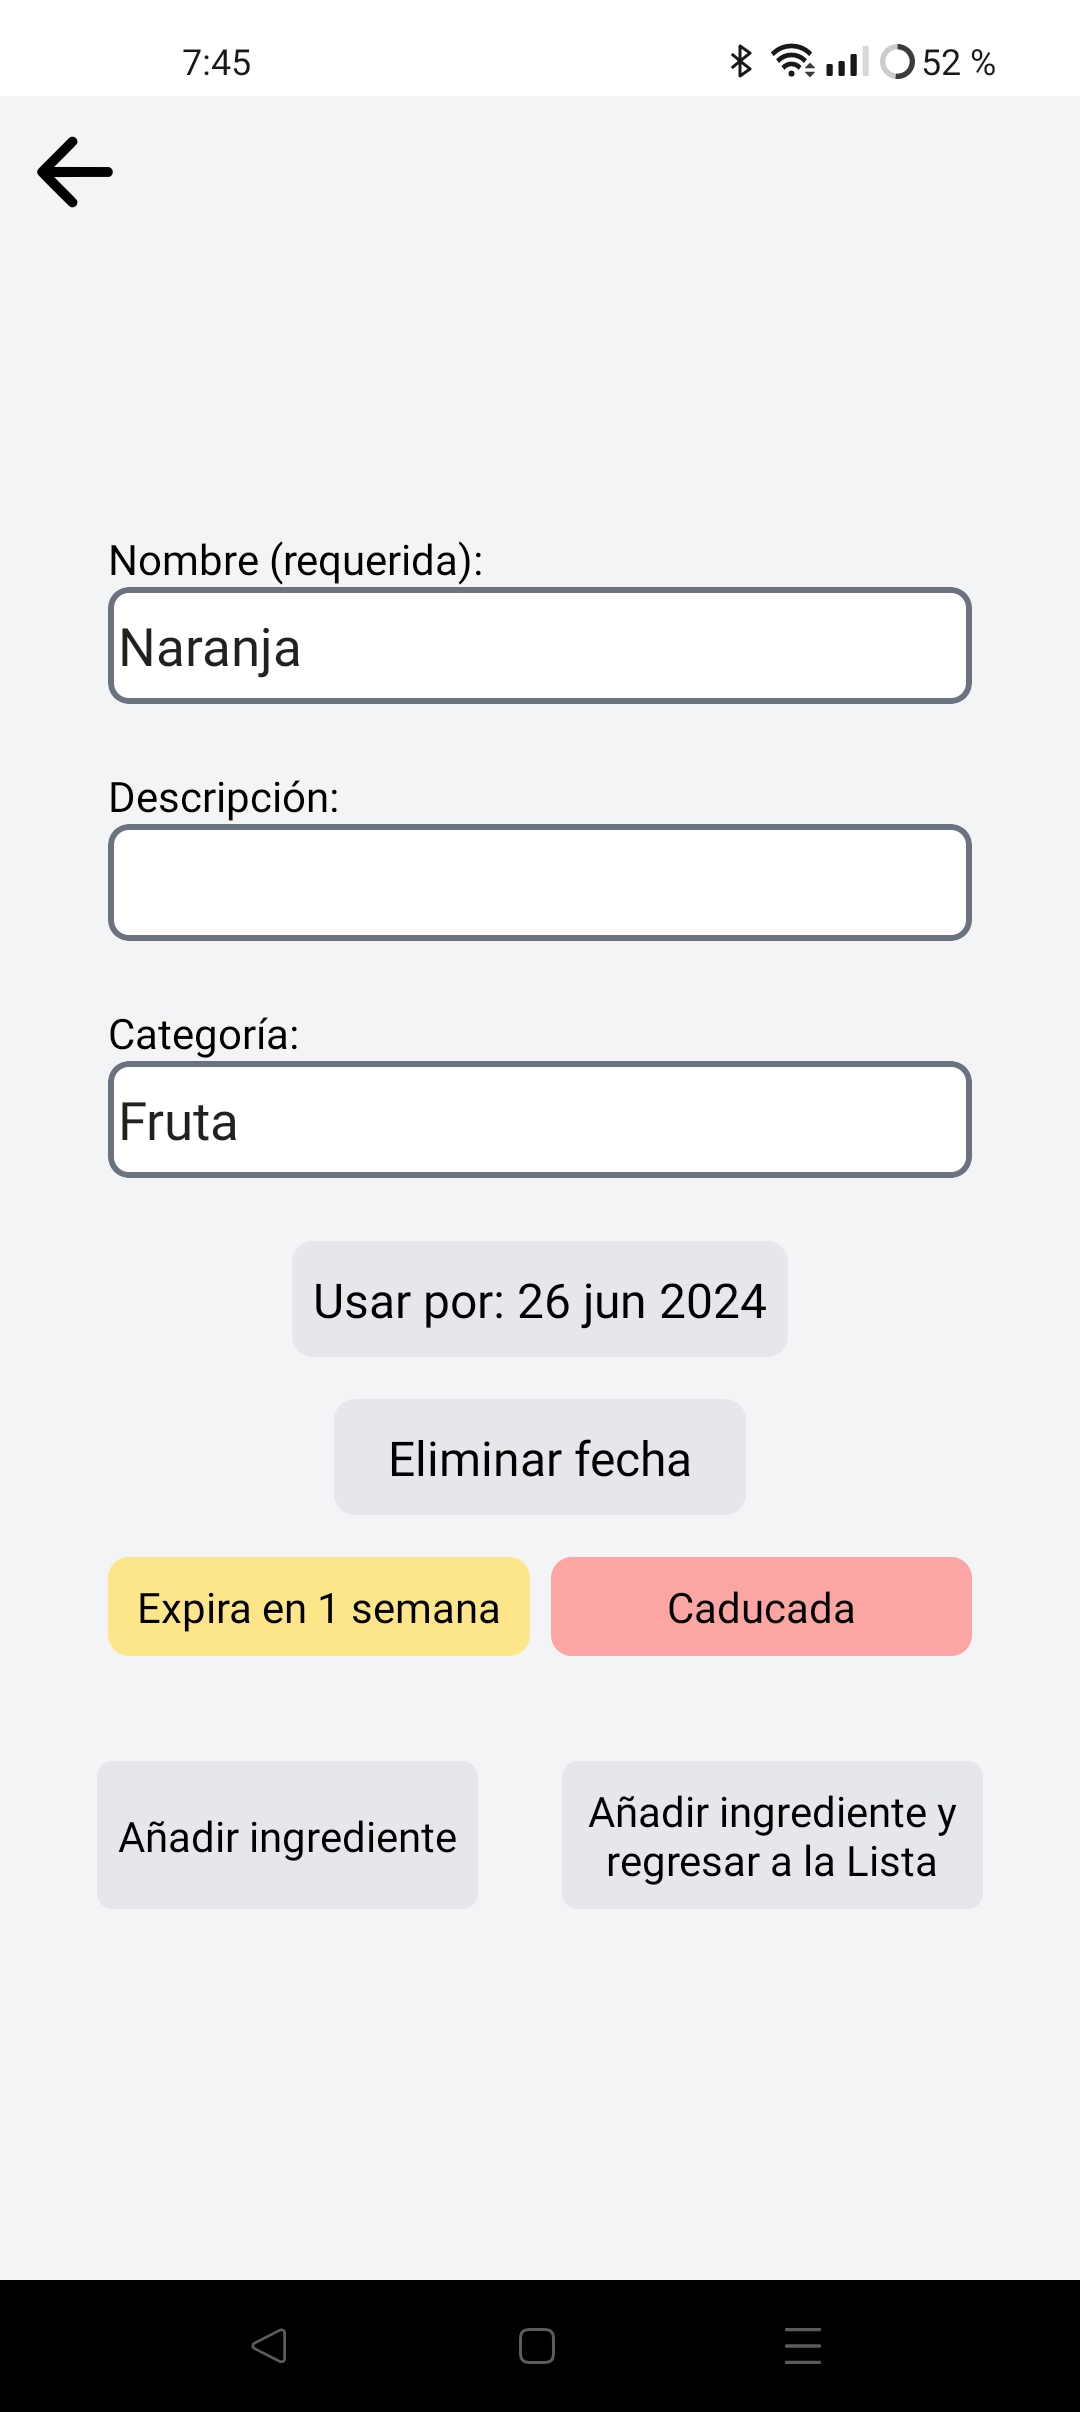 7:45
52 %
Nombre (requerida):
Naranja
Descripción:
Categoría:
Fruta
Usar por: 26 jun 2024
Eliminar fecha
Expira en 1 semana
Caducada
Añadir ingrediente
Añadir ingrediente y
regresar a la Lista